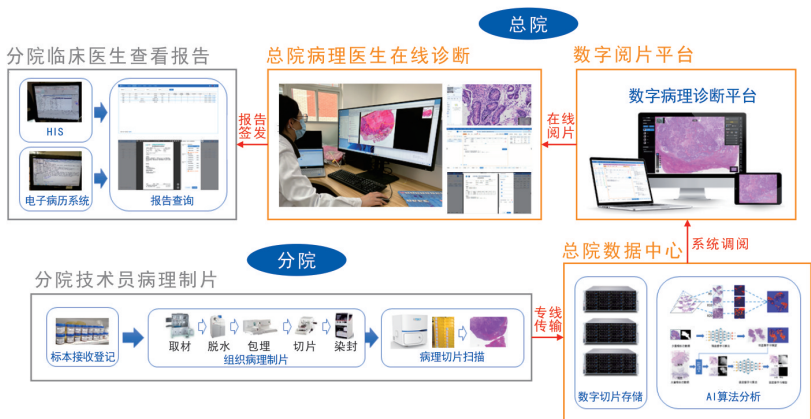 总院
分院临床医生查看报告
总院病理医生在线诊断
数字阅片平台
HIS
电子病历系统
报告查询
报告
签发
在线
阅片
数字病理诊断平台
系统调阅
分院
总院数据中心
分院技术员病理制片
标本接收登记
取材
脱水
包埋
切片
染封
组织病理制片
病理切片扫描
专线
传输
数字切片存储
AI算法分析